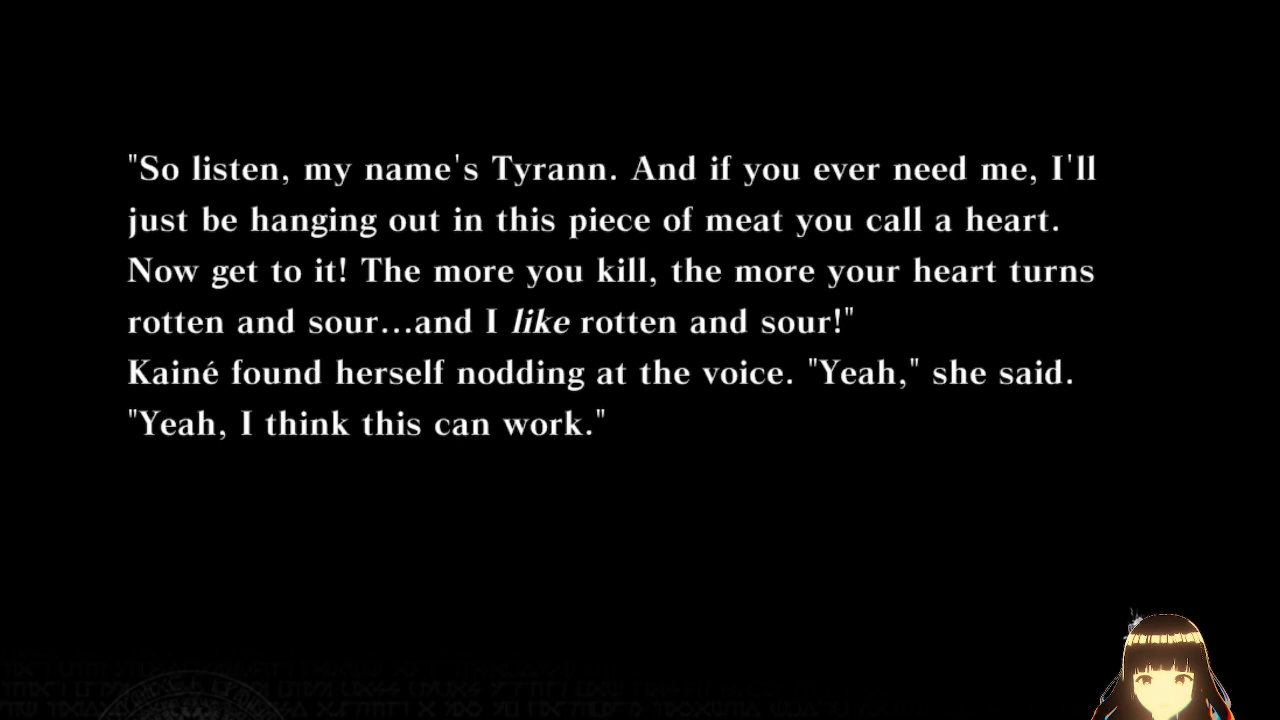 "So listen, my name's Tyrann. And if you ever need me, I'll
just be hanging out in this piece of meat you call a heart.
Now get to it! The more you kill, the more your heart turns
rotten and sour...and I like rotten and sour!"
Kainé found herself nodding at the voice. "Yeah," she said.
"Yeah, I think this can work."